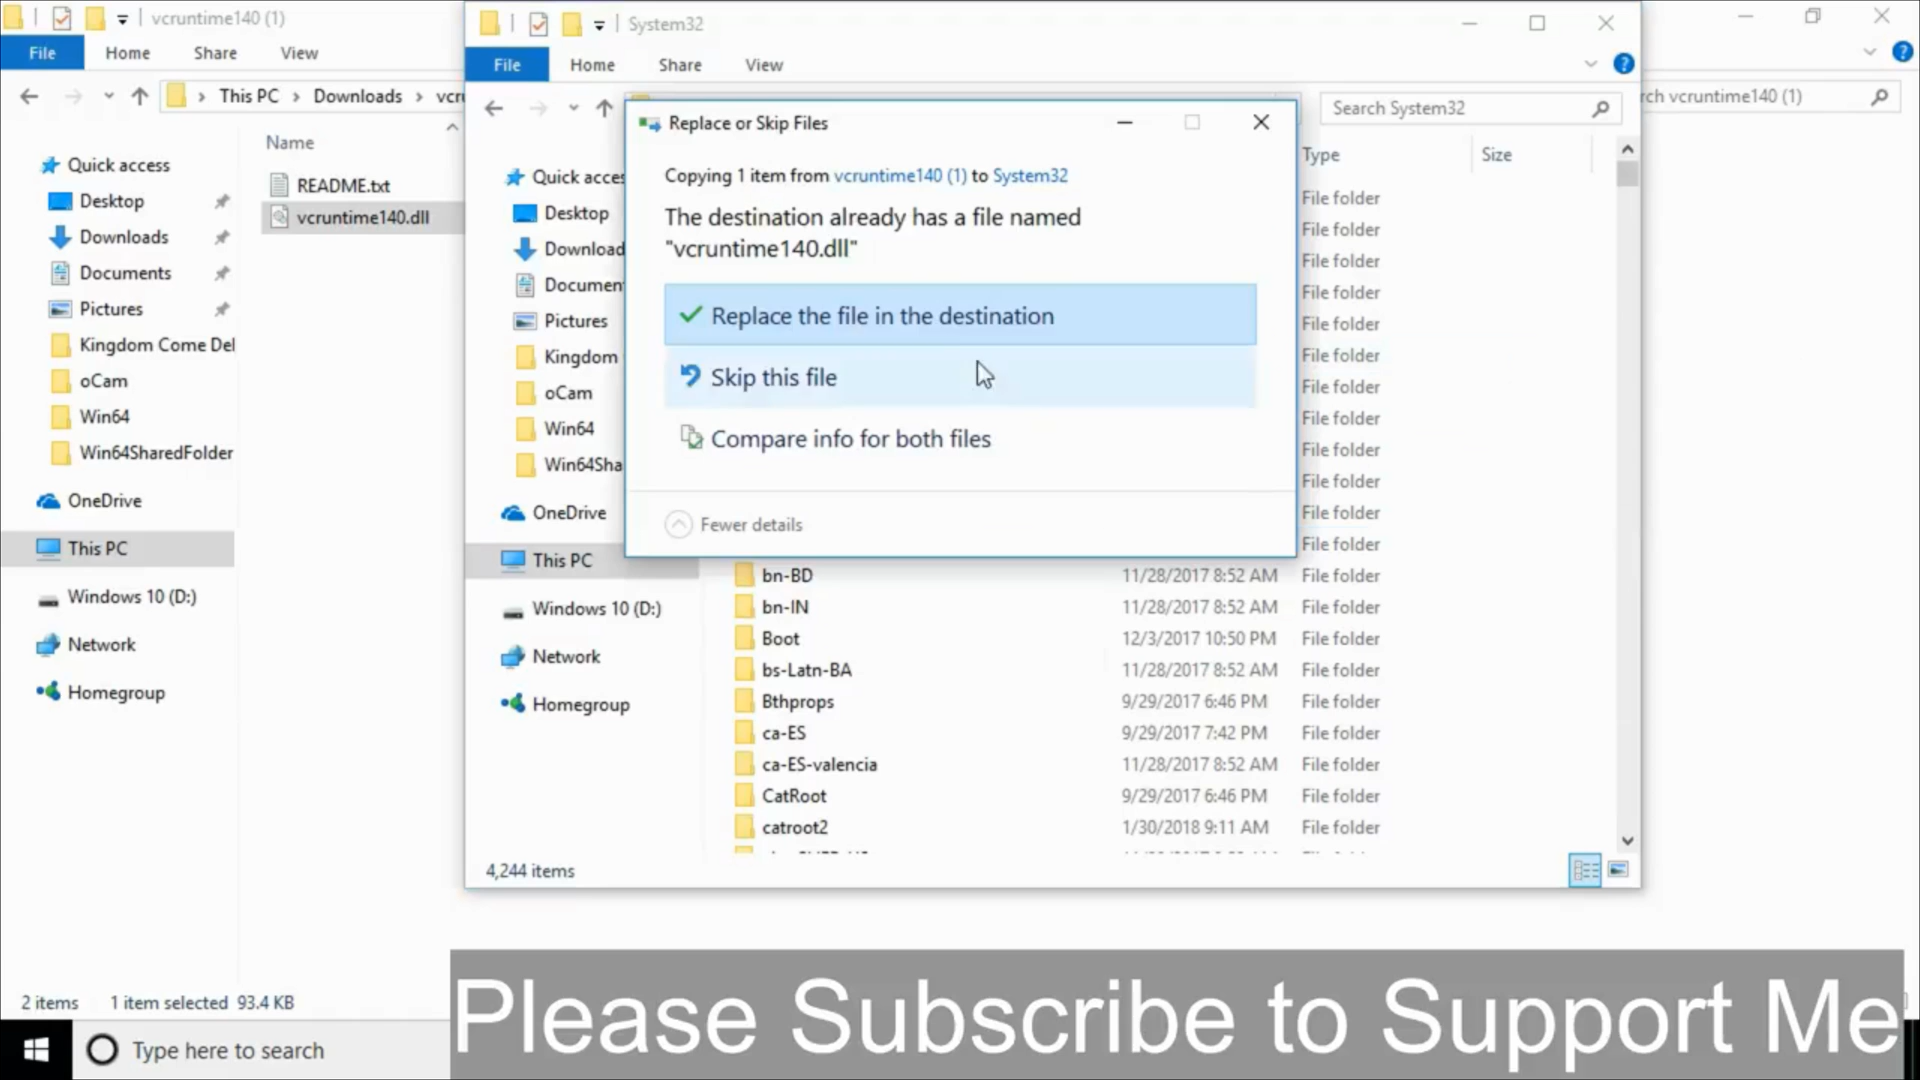 vcruntime140 (1)
File
Home
Share
View
This PC
Downloads
vcru
rch vcruntime140 (1)
Name
README.txt
vcruntime140.dll
Quick access
Desktop
Downloads
Documents
Pictures
Kingdom Come Del
oCam
Win64
Win64SharedFolder
OneDrive
This PC
Windows 10 (D:)
Network
Homegroup
2 items
1 item selected 93.4 KB
Type here to search
System32
File
Home
Share
View
Search System32
Quick acces
Desktop
Download
Documen
Pictures
Kingdom
oCam
Win64
Win64Sha
OneDrive
This PC
Windows 10 (D:)
Network
Homegroup
Replace or Skip Files
Copying 1 item from vcruntime140 (1) to System32
The destination already has a file named
"vcruntime140.dll"
Replace the file in the destination
Skip this file
Compare info for both files
Fewer details
Type
Size
File folder
File folder
File folder
File folder
File folder
File folder
File folder
File folder
File folder
File folder
File folder
bn-BD 11/28/2017 8:52 AM File folder
bn-IN 11/28/2017 8:52 AM File folder
Boot 12/3/2017 10:50 PM File folder
bs-Latn-BA 11/28/2017 8:52 AM File folder
Bthprops 9/29/2017 6:46 PM File folder
ca-ES 9/29/2017 7:42 PM File folder
ca-ES-valencia 11/28/2017 8:52 AM File folder
CatRoot 9/29/2017 6:46 PM File folder
catroot2 1/30/2018 9:11 AM File folder
4,244 items
Please Subscribe to Support Me